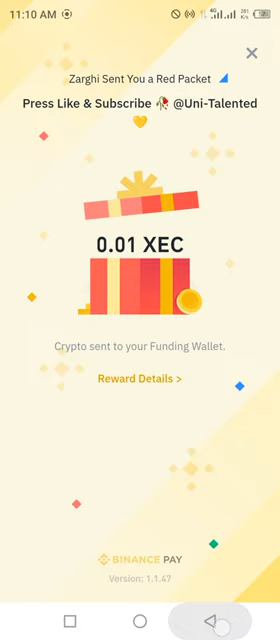 11:10 AM
Zarghi Sent You a Red Packet
Press Like & Subscribe 🥀 @Uni-Talented
💛
0.01 XEC
Crypto sent to your Funding Wallet.
Reward Details >
BINANCE PAY
Version: 1.1.47